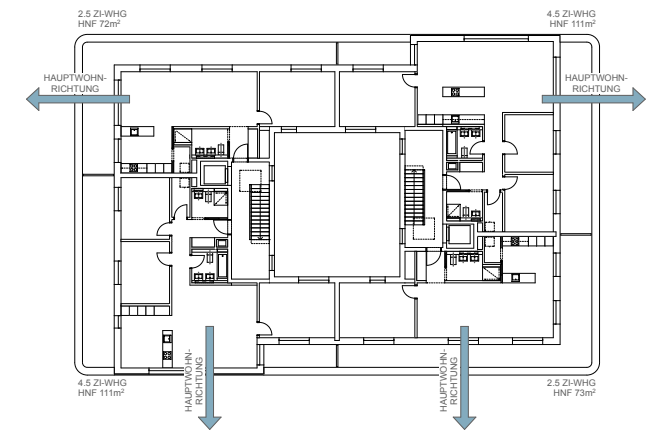 2.5 ZI-WHG
HNF 72m²
4.5 ZI-WHG
HNF 111m²
HAUPTWOHN-
RICHTUNG
HAUPTWOHN-
RICHTUNG
HAUPTWOHN-
RICHTUNG
HAUPTWOHN-
RICHTUNG
4.5 ZI-WHG
HNF 111m²
2.5 ZI-WHG
HNF 73m²